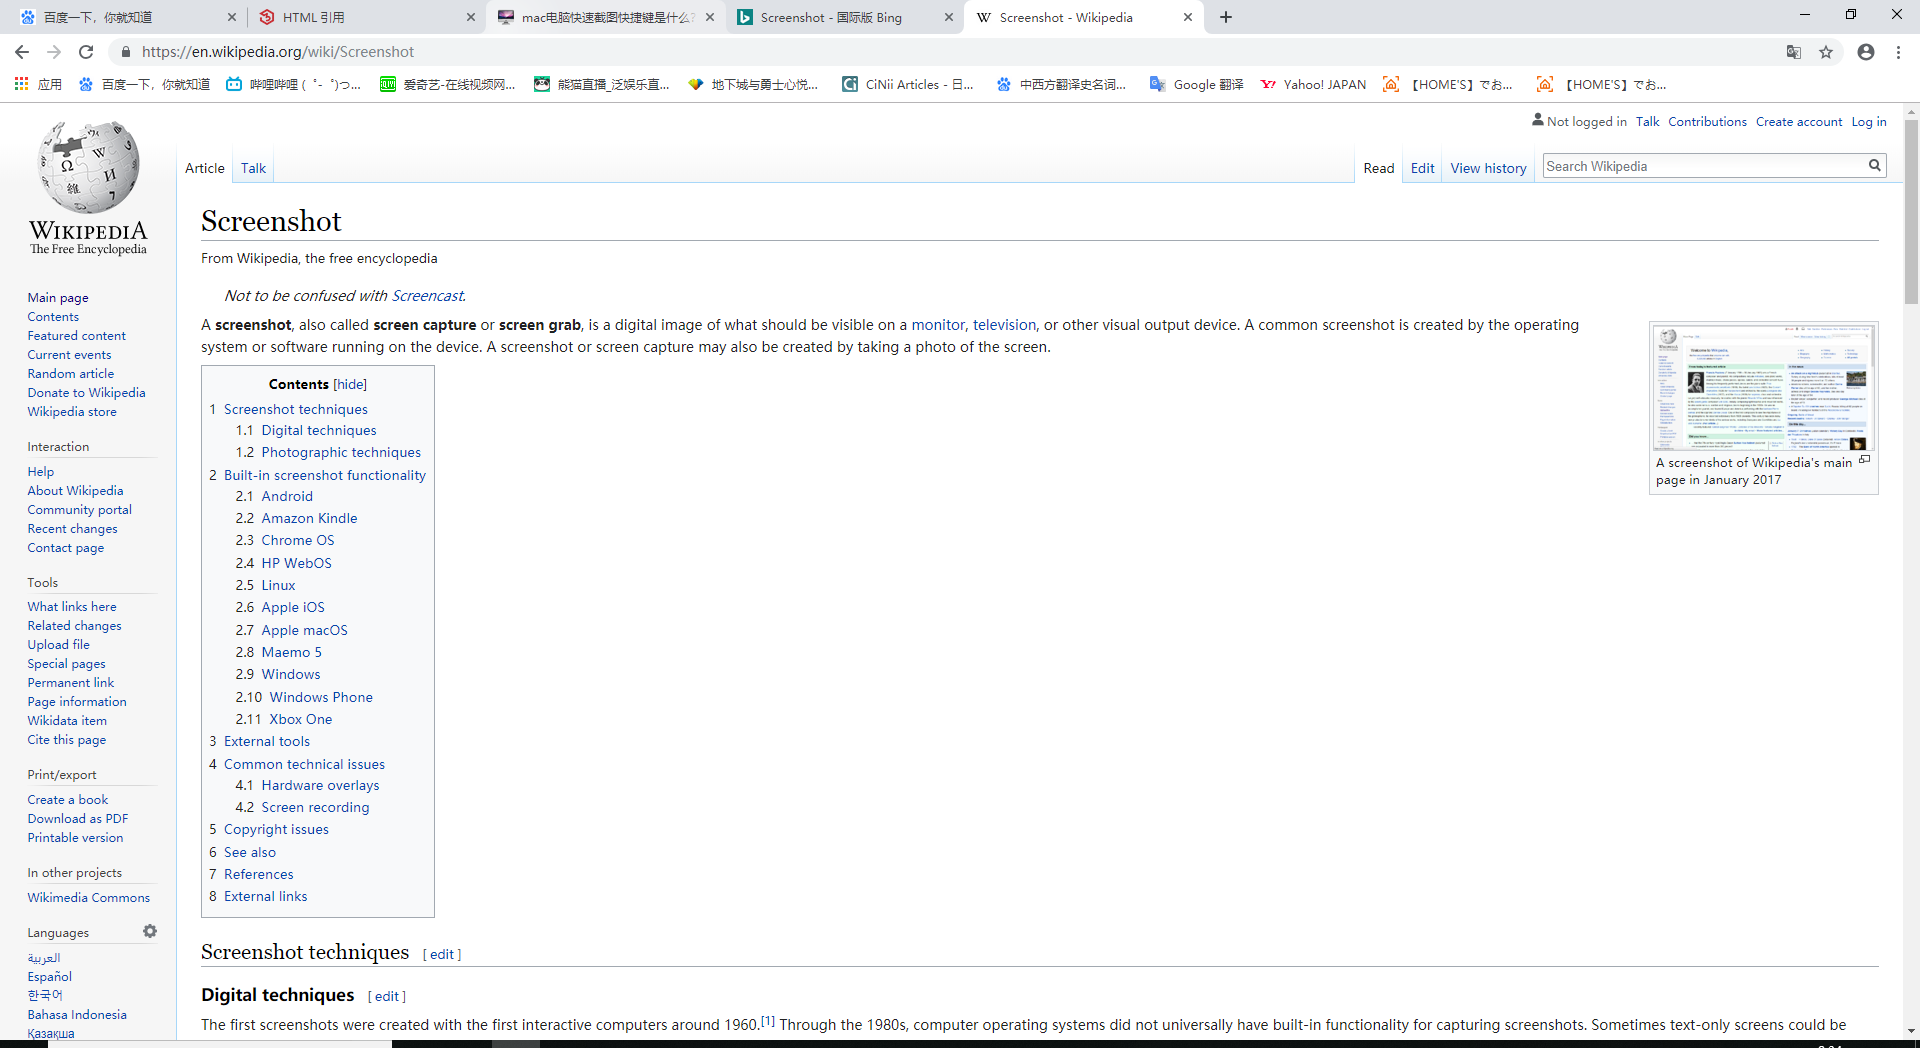 百度一下，你就知道
HTML 引用
mac电脑快速截图快捷键是什么?
Screenshot - 国际版 Bing
Screenshot - Wikipedia
https://en.wikipedia.org/wiki/Screenshot
应用
百度一下，你就知道
哔哩哔哩 ( ゜- ゜)つ...
爱奇艺-在线视频网...
熊猫直播_泛娱乐直...
地下城与勇士心悦...
CiNii Articles - 日...
中西方翻译史名词...
Google 翻译
Yahoo! JAPAN
【HOME'S】でお...
【HOME'S】でお...
Not logged in Talk Contributions Create account Log in
Article Talk
Read Edit View history
Search Wikipedia
WIKIPEDIA
The Free Encyclopedia
Main page
Contents
Featured content
Current events
Random article
Donate to Wikipedia
Wikipedia store
Interaction
Help
About Wikipedia
Community portal
Recent changes
Contact page
Tools
What links here
Related changes
Upload file
Special pages
Permanent link
Page information
Wikidata item
Cite this page
Print/export
Create a book
Download as PDF
Printable version
In other projects
Wikimedia Commons
Languages
العربية
Español
한국어
Bahasa Indonesia
Қазақша
Screenshot
From Wikipedia, the free encyclopedia
Not to be confused with Screencast.
A screenshot, also called screen capture or screen grab, is a digital image of what should be visible on a monitor, television, or other visual output device. A common screenshot is created by the operating
system or software running on the device. A screenshot or screen capture may also be created by taking a photo of the screen.
A screenshot of Wikipedia's main
page in January 2017
Contents [hide]
1 Screenshot techniques
1.1 Digital techniques
1.2 Photographic techniques
2 Built-in screenshot functionality
2.1 Android
2.2 Amazon Kindle
2.3 Chrome OS
2.4 HP WebOS
2.5 Linux
2.6 Apple iOS
2.7 Apple macOS
2.8 Maemo 5
2.9 Windows
2.10 Windows Phone
2.11 Xbox One
3 External tools
4 Common technical issues
4.1 Hardware overlays
4.2 Screen recording
5 Copyright issues
6 See also
7 References
8 External links
Screenshot techniques [ edit ]
Digital techniques [ edit ]
The first screenshots were created with the first interactive computers around 1960.[1] Through the 1980s, computer operating systems did not universally have built-in functionality for capturing screenshots. Sometimes text-only screens could be